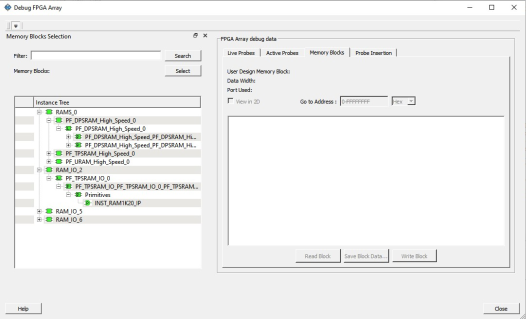 Debug FPGA Array
Memory Blocks Selection
Filter:
Search
Memory Blocks:
Select
Instance Tree
RAMS_0
PF_DPSRAM_High_Speed_0
PF_DPSRAM_High_Speed_0
PF_DPSRAM_High_Speed_PF_DPSRAM_Hi...
PF_DPSRAM_High_Speed_PF_DPSRAM_Hi...
PF_TPSRAM_High_Speed_0
PF_URAM_High_Speed_0
RAM_IO_2
PF_TPSRAM_IO_0
PF_TPSRAM_IO_PF_TPSRAM_IO_0_PF_TPSRAM...
Primitives
INST_RAM1K20_IP
RAM_IO_5
RAM_IO_6
FPGA Array debug data
Live Probes
Active Probes
Memory Blocks
Probe Insertion
User Design Memory Block:
Data Width:
Port Used:
View in 2D
Go to Address :
0-FFFFFFFF
Hex
Read Block
Save Block Data...
Write Block
Help
Close